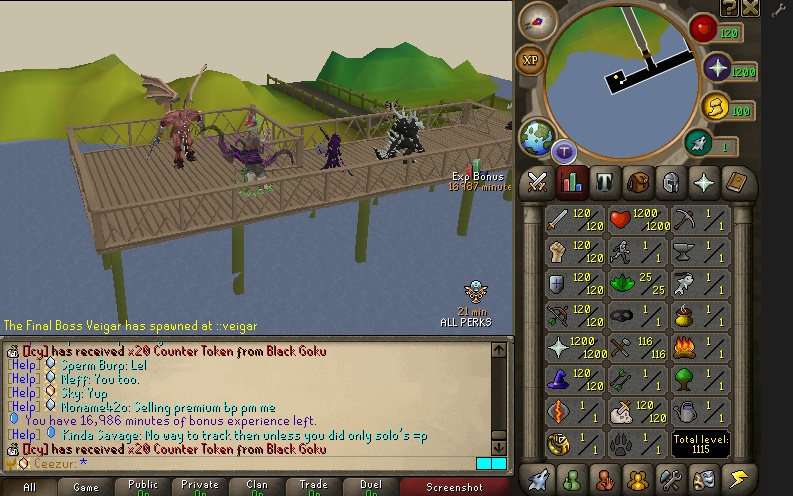 120
XP
1200
100
T
1
Exp Bonus
16987 minute
21 min
ALL PERKS
The Final Boss Veigar has spawned at ::veigar
[Icy] has received x20 Counter Token from Black Goku
[Help] Sperm Burp: Lel
[Help] Meff: You too.
[Help] Sky: Yup
[Help] Noname420: Selling premium bp pm me
You have 16,986 minutes of bonus experience left.
[Help] Kinda Savage: No way to track then unless you did only solo's =p
[Icy] has received x20 Counter Token from Black Goku
Ceezur: *
All Game Public On Private On Clan On Trade On Duel On Screenshot
120/120 1200/1200 1/1
120/120 1/1 1/1
120/120 25/25 1/1
120/120 1/1 1/1
1200/1200 116/116 1/1
120/120 1/1 1/1
1/1 120/120 1/1
1/1 1/1 Total level: 1115